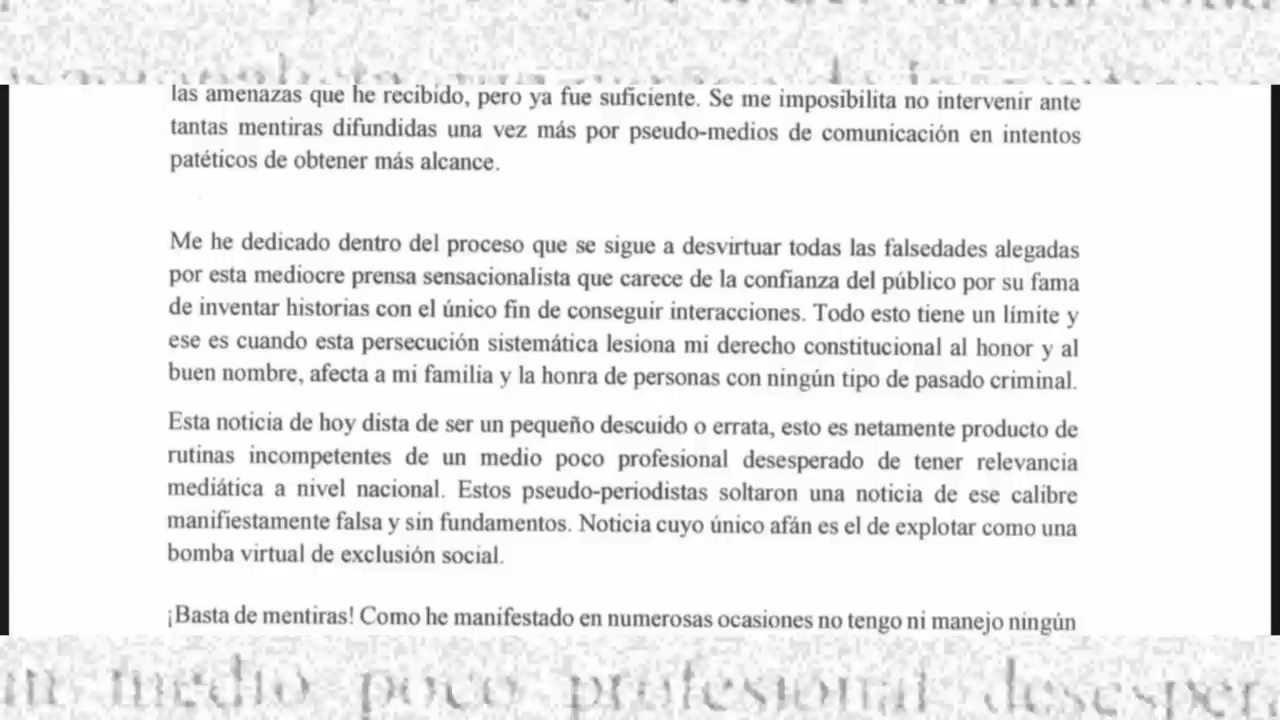 las amenazas que he recibido, pero ya fue suficiente. Se me imposibilita no intervenir ante
tantas mentiras difundidas una vez más por pseudo-medios de comunicación en intentos
patéticos de obtener más alcance.
Me he dedicado dentro del proceso que se sigue a desvirtuar todas las falsedades alegadas
por esta mediocre prensa sensacionalista que carece de la confianza del público por su fama
de inventar historias con el único fin de conseguir interacciones. Todo esto tiene un límite y
ese es cuando esta persecución sistemática lesiona mi derecho constitucional al honor y al
buen nombre, afecta a mi familia y la honra de personas con ningún tipo de pasado criminal.
Esta noticia de hoy dista de ser un pequeño descuido o errata, esto es netamente producto de
rutinas incompetentes de un medio poco profesional desesperado de tener relevancia
mediática a nivel nacional. Estos pseudo-periodistas soltaron una noticia de ese calibre
manifiestamente falsa y sin fundamentos. Noticia cuyo único afán es el de explotar como una
bomba virtual de exclusión social.
¡Basta de mentiras! Como he manifestado en numerosas ocasiones no tengo ni manejo ningún
un medio poco profesional desesper